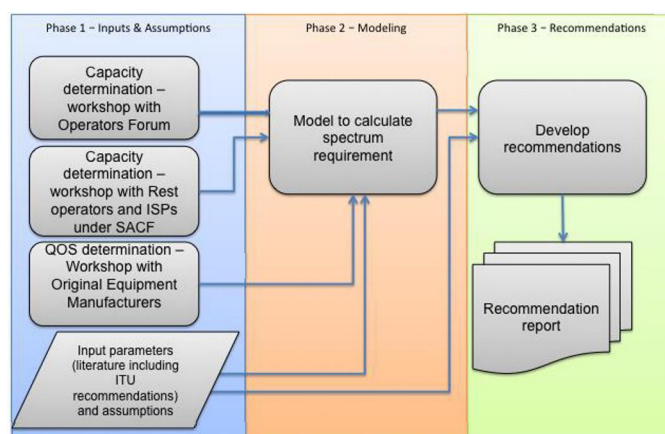 Phase 1 – Inputs & Assumptions
Phase 2 – Modeling
Phase 3 – Recommendations
Capacity
determination –
workshop with
Operators Forum
Capacity
determination –
workshop with Rest
operators and ISPs
under SACF
QOS determination –
Workshop with
Original Equipment
Manufacturers
Input parameters
(literature including
ITU
recommendations)
and assumptions
Model to calculate
spectrum
requirement
Develop
recommendations
Recommendation
report